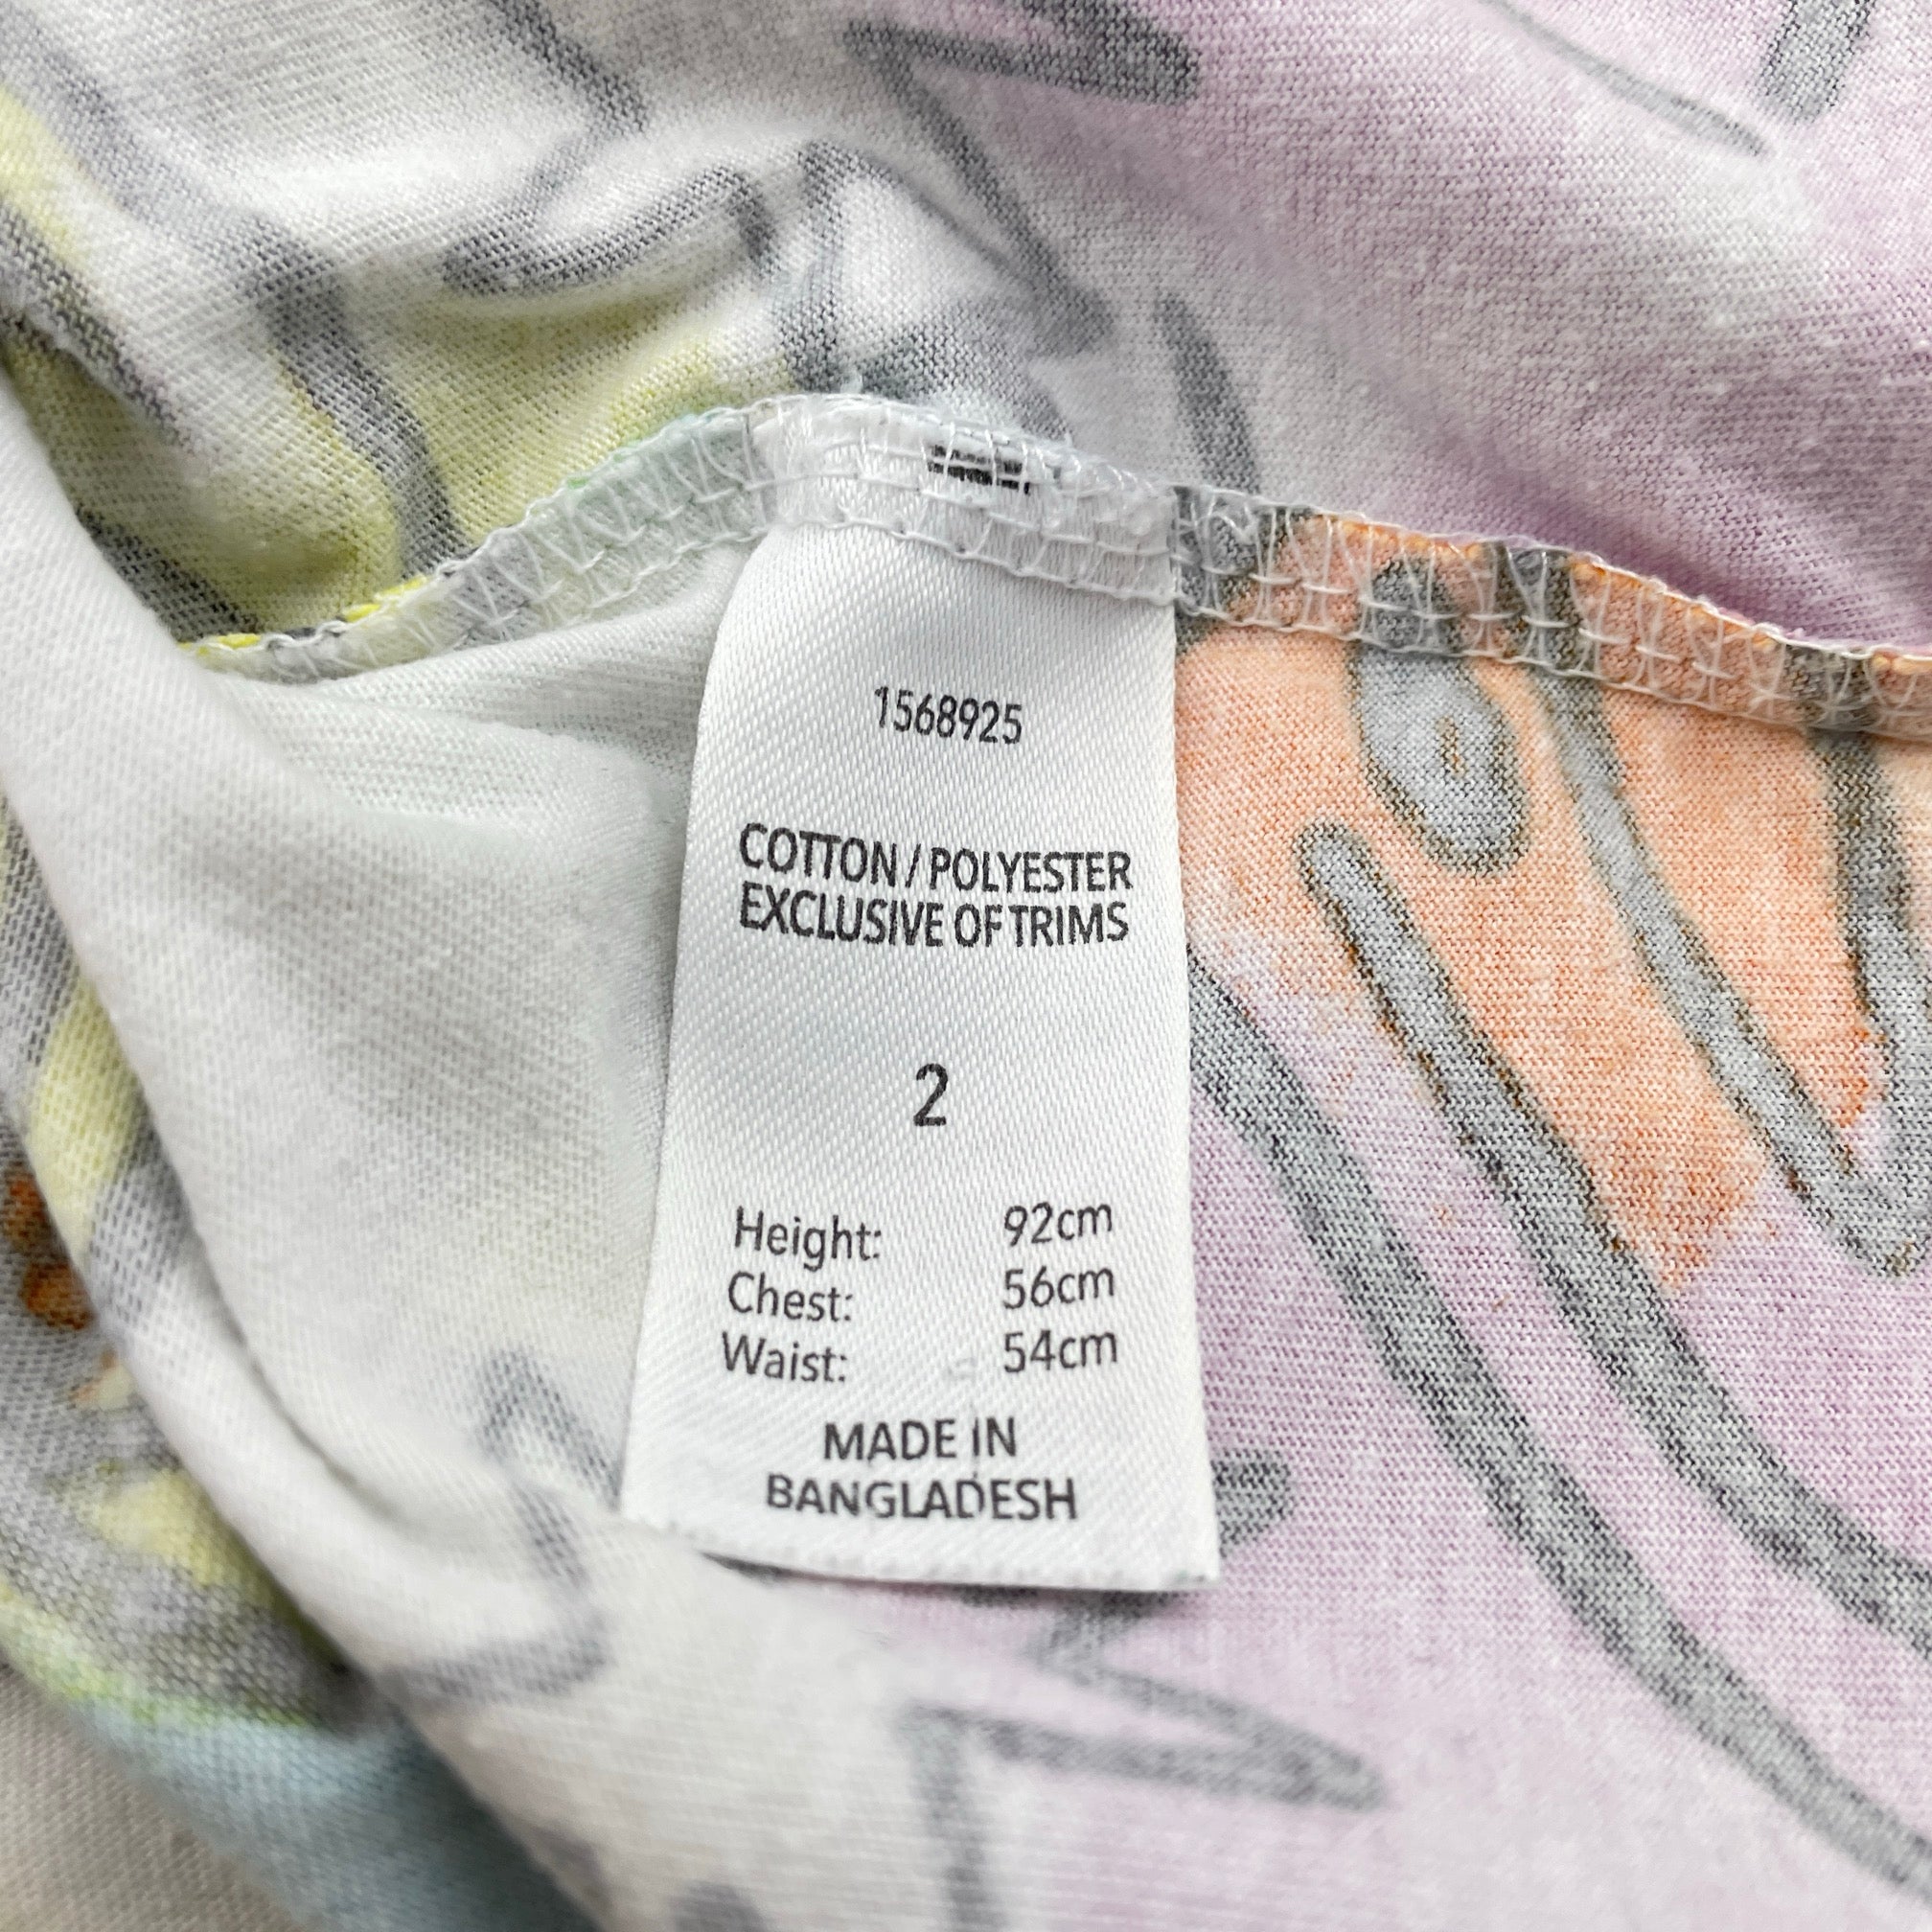 1568925
COTTON / POLYESTER
EXCLUSIVE OF TRIMS
2
Height: 92cm
Chest: 56cm
Waist: 54cm
MADE IN
BANGLADESH